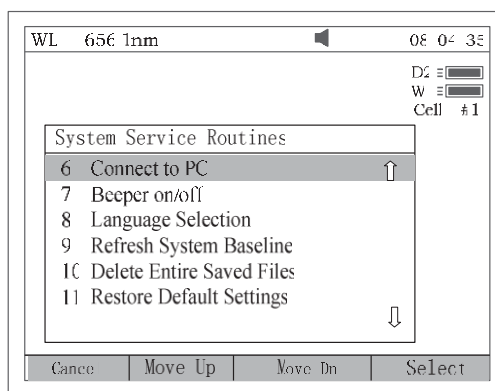 WL 656 1nm 08 04 35
D2
W
Cell #1
System Service Routines
6 Connect to PC
7 Beeper on/off
8 Language Selection
9 Refresh System Baseline
10 Delete Entire Saved Files
11 Restore Default Settings
Cance Move Up Move Dn Select